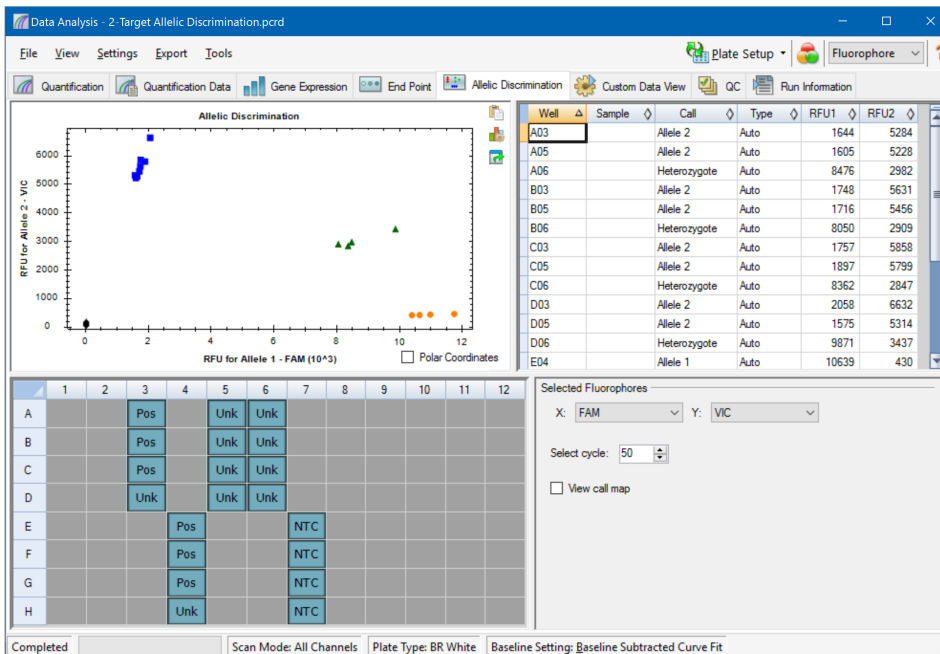 Data Analysis - 2-Target Allelic Discrimination.pcrd
File View Settings Export Tools Plate Setup Fluorophore
Quantification Quantification Data Gene Expression End Point Allelic Discrimination Custom Data View QC Run Information
Allelic Discrimination
RFU for Allele 2 - VIC
6000
5000
4000
3000
2000
1000
0
0 2 4 6 8 10 12
RFU for Allele 1 - FAM (10^3) Polar Coordinates
Well Sample Call Type RFU1 RFU2
A03 Allele 2 Auto 1644 5284
A05 Allele 2 Auto 1605 5228
A06 Heterozygote Auto 8476 2982
B03 Allele 2 Auto 1748 5631
B05 Allele 2 Auto 1716 5456
B06 Heterozygote Auto 8050 2909
C03 Allele 2 Auto 1757 5858
C05 Allele 2 Auto 1897 5799
C06 Heterozygote Auto 8362 2847
D03 Allele 2 Auto 2058 6632
D05 Allele 2 Auto 1575 5314
D06 Heterozygote Auto 9871 3437
E04 Allele 1 Auto 10639 430
1 2 3 4 5 6 7 8 9 10 11 12
A Pos Unk Unk
B Pos Unk Unk
C Pos Unk Unk
D Unk Unk Unk
E Pos NTC
F Pos NTC
G Pos NTC
H Unk NTC
Selected Fluorophores
X: FAM Y: VIC
Select cycle: 50
View call map
Completed Scan Mode: All Channels Plate Type: BR White Baseline Setting: Baseline Subtracted Curve Fit